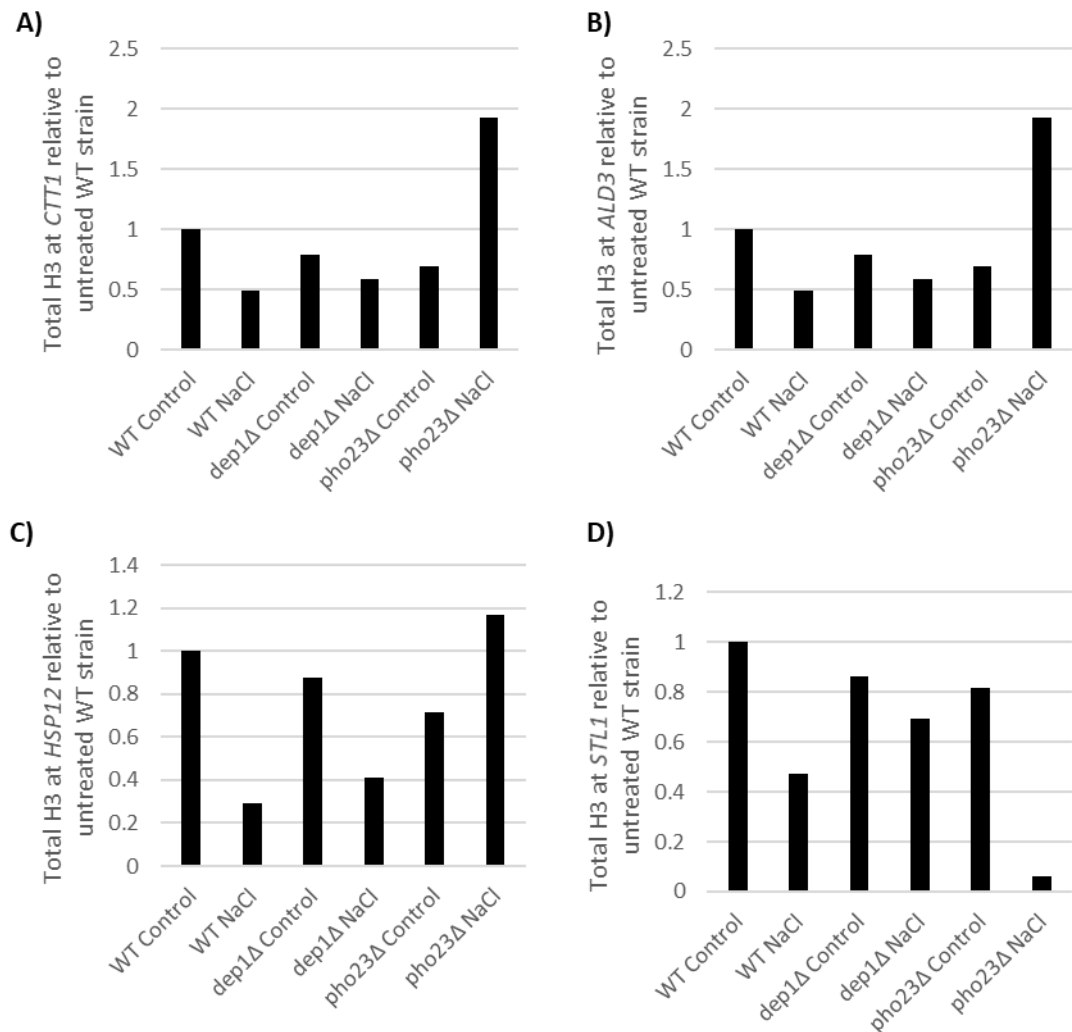 A)
Total H3 at CTT1 relative to
untreated WT strain
2.5
2
1.5
1
0.5
0
WT Control
WT NaCl
dep1Δ Control
dep1Δ NaCl
pho23Δ Control
pho23Δ NaCl
B)
Total H3 at ALD3 relative to
untreated WT strain
2.5
2
1.5
1
0.5
0
WT Control
WT NaCl
dep1Δ Control
dep1Δ NaCl
pho23Δ Control
pho23Δ NaCl
C)
Total H3 at HSP12 relative to
untreated WT strain
1.4
1.2
1
0.8
0.6
0.4
0.2
0
WT Control
WT NaCl
dep1Δ Control
dep1Δ NaCl
pho23Δ Control
pho23Δ NaCl
D)
Total H3 at STL1 relative to
untreated WT strain
1.2
1
0.8
0.6
0.4
0.2
0
WT Control
WT NaCl
dep1Δ Control
dep1Δ NaCl
pho23Δ Control
pho23Δ NaCl